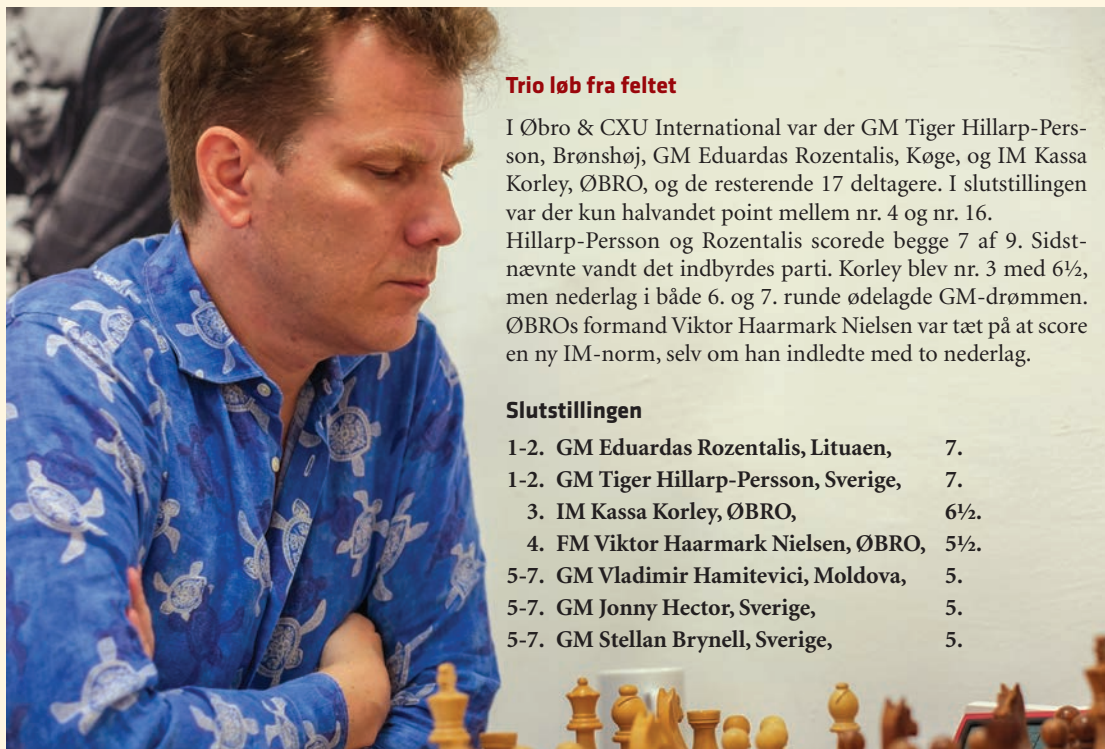 Trio løb fra feltet
I Øbro & CXU International var der GM Tiger Hillarp-Pers-
son, Brønshøj, GM Eduardas Rozentalis, Køge, og IM Kassa
Korley, ØBRO, og de resterende 17 deltagere. I slutstillingen
var der kun halvandet point mellem nr. 4 og nr. 16.
Hillarp-Persson og Rozentalis scorede begge 7 af 9. Sidst-
nævnte vandt det indbyrdes parti. Korley blev nr. 3 med 6½,
men nederlag i både 6. og 7. runde ødelagde GM-drømmen.
ØBROs formand Viktor Haarmark Nielsen var tæt på at score
en ny IM-norm, selv om han indledte med to nederlag.
Slutstillingen
1-2. GM Eduardas Rozentalis, Lituaen, 7.
1-2. GM Tiger Hillarp-Persson, Sverige, 7.
3. IM Kassa Korley, ØBRO, 6½.
4. FM Viktor Haarmark Nielsen, ØBRO, 5½.
5-7. GM Vladimir Hamitevici, Moldova, 5.
5-7. GM Jonny Hector, Sverige, 5.
5-7. GM Stellan Brynell, Sverige, 5.